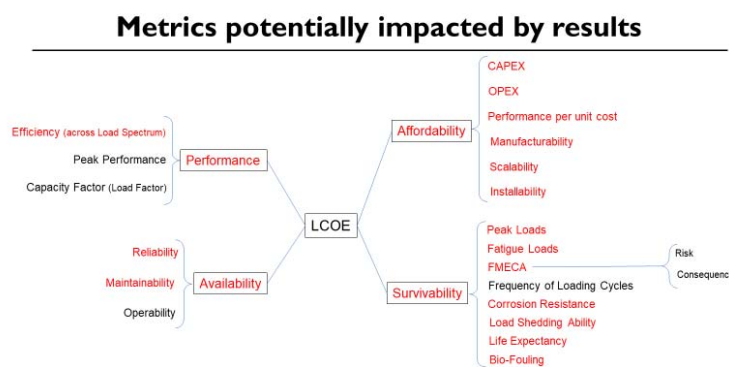 Metrics potentially impacted by results
Efficiency (across Load Spectrum)
Peak Performance
Capacity Factor (Load Factor)
Performance
Reliability
Maintainability
Operability
Availability
LCOE
Affordability
CAPEX
OPEX
Performance per unit cost
Manufacturability
Scalability
Installability
Survivability
Peak Loads
Fatigue Loads
FMECA
Frequency of Loading Cycles
Corrosion Resistance
Load Shedding Ability
Life Expectancy
Bio-Fouling
Risk
Consequenc